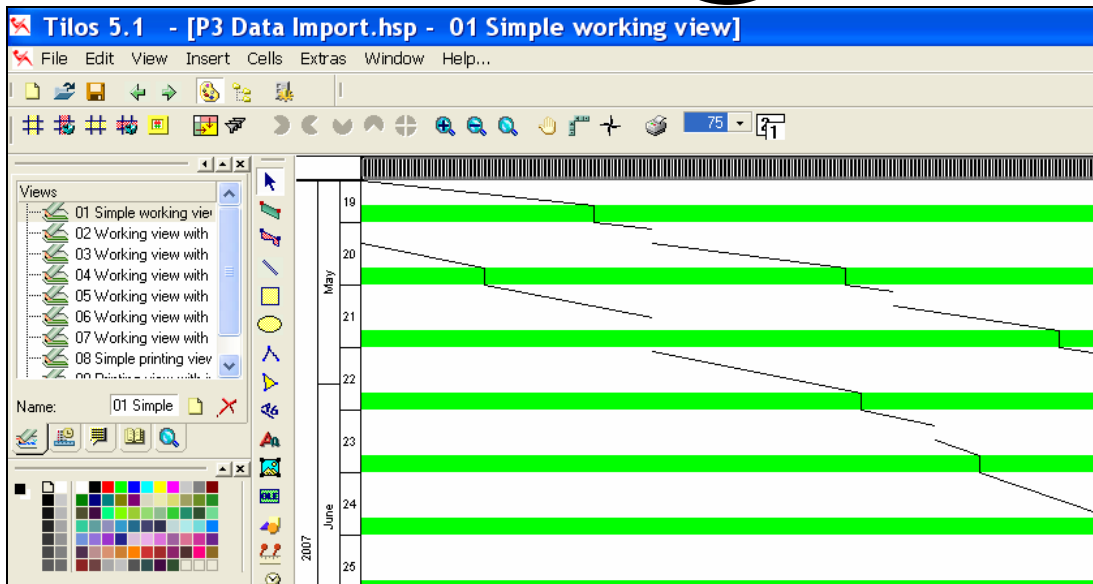 Tilos 5.1 - [P3 Data Import.hsp - 01 Simple working view]
File Edit View Insert Cells Extras Window Help...
75
Views
01 Simple working vie
02 Working view with
03 Working view with
04 Working view with
05 Working view with
06 Working view with
07 Working view with
08 Simple printing view
Name: 01 Simple
OLE
2007
May
June
19
20
21
22
23
24
25